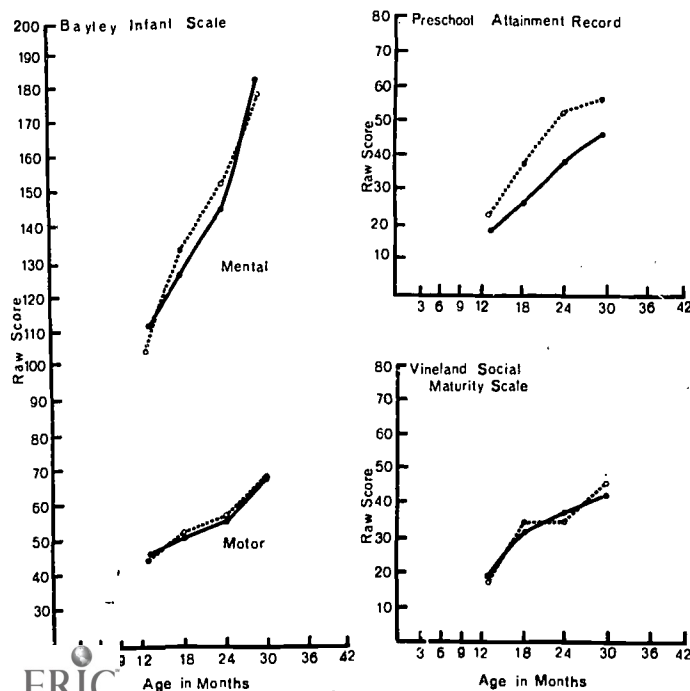 Bayley Infant Scale
200
190
180
170
160
150
140
130
120
110
100
90
70
60
50
40
30
Raw Score
Mental
Motor
9 12 18 24 30 36 42
Age in Months
ERIC
Preschool Attainment Record
80
60
50
40
30
20
10
Raw Score
3 6 9 12 18 24 30 36 42
Vineland Social
Maturity Scale
80
60
50
40
30
20
10
Raw Score
3 6 9 12 18 24 30 36 42
Age in Months